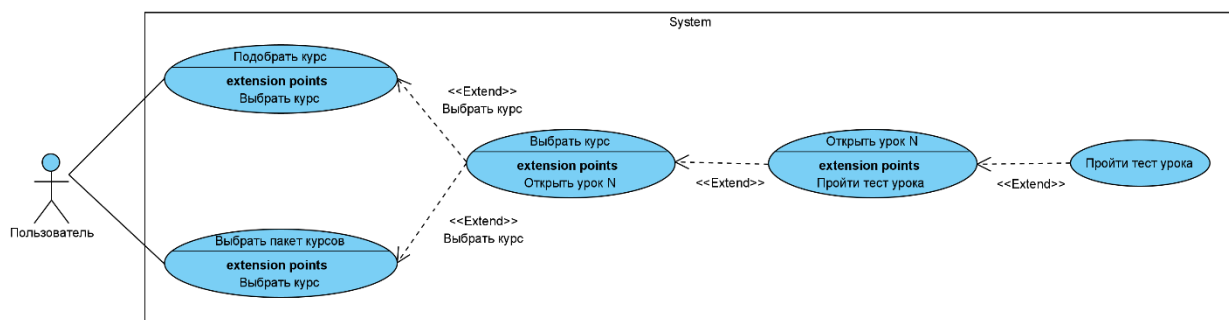 System
Подобрать курс
extension points
Выбрать курс
<<Extend>>
Выбрать курс
Выбрать курс
extension points
Открыть урок N
<<Extend>>
Открыть урок N
extension points
Пройти тест урока
<<Extend>>
Пройти тест урока
Пользователь
<<Extend>>
Выбрать курс
Выбрать пакет курсов
extension points
Выбрать курс